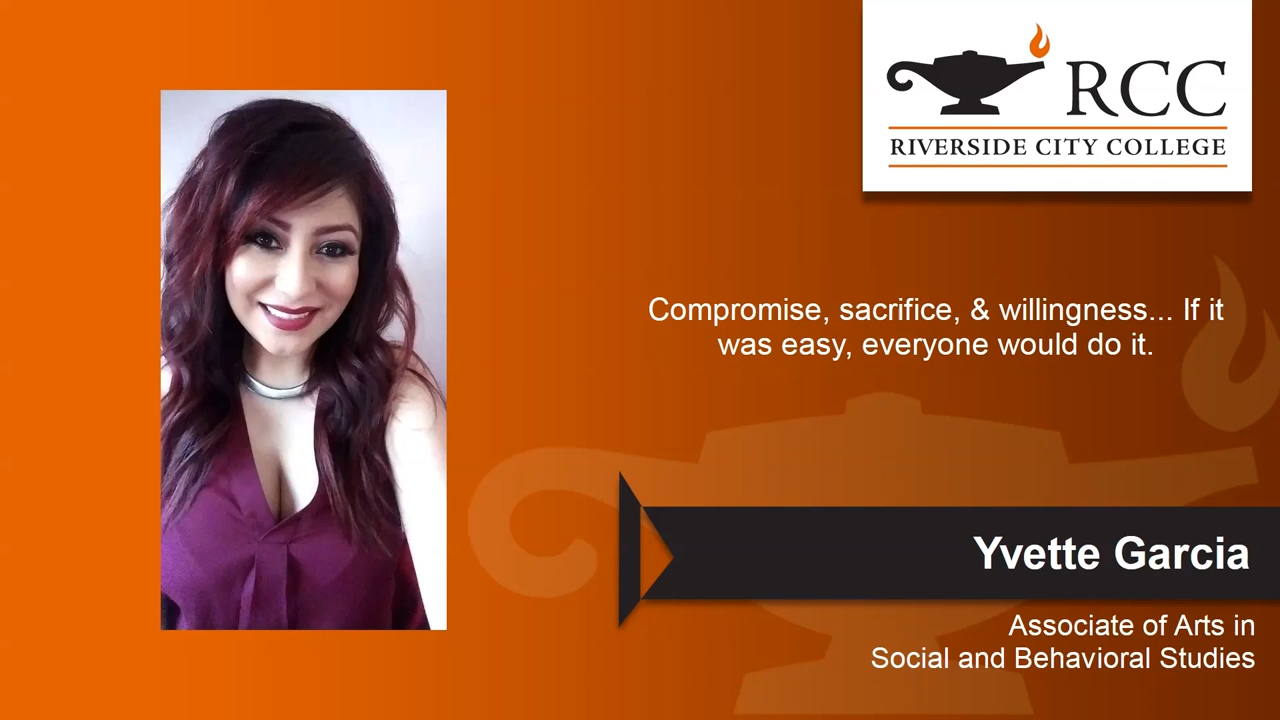 RCC
RIVERSIDE CITY COLLEGE
Compromise, sacrifice, & willingness... If it
was easy, everyone would do it.
Yvette Garcia
Associate of Arts in
Social and Behavioral Studies